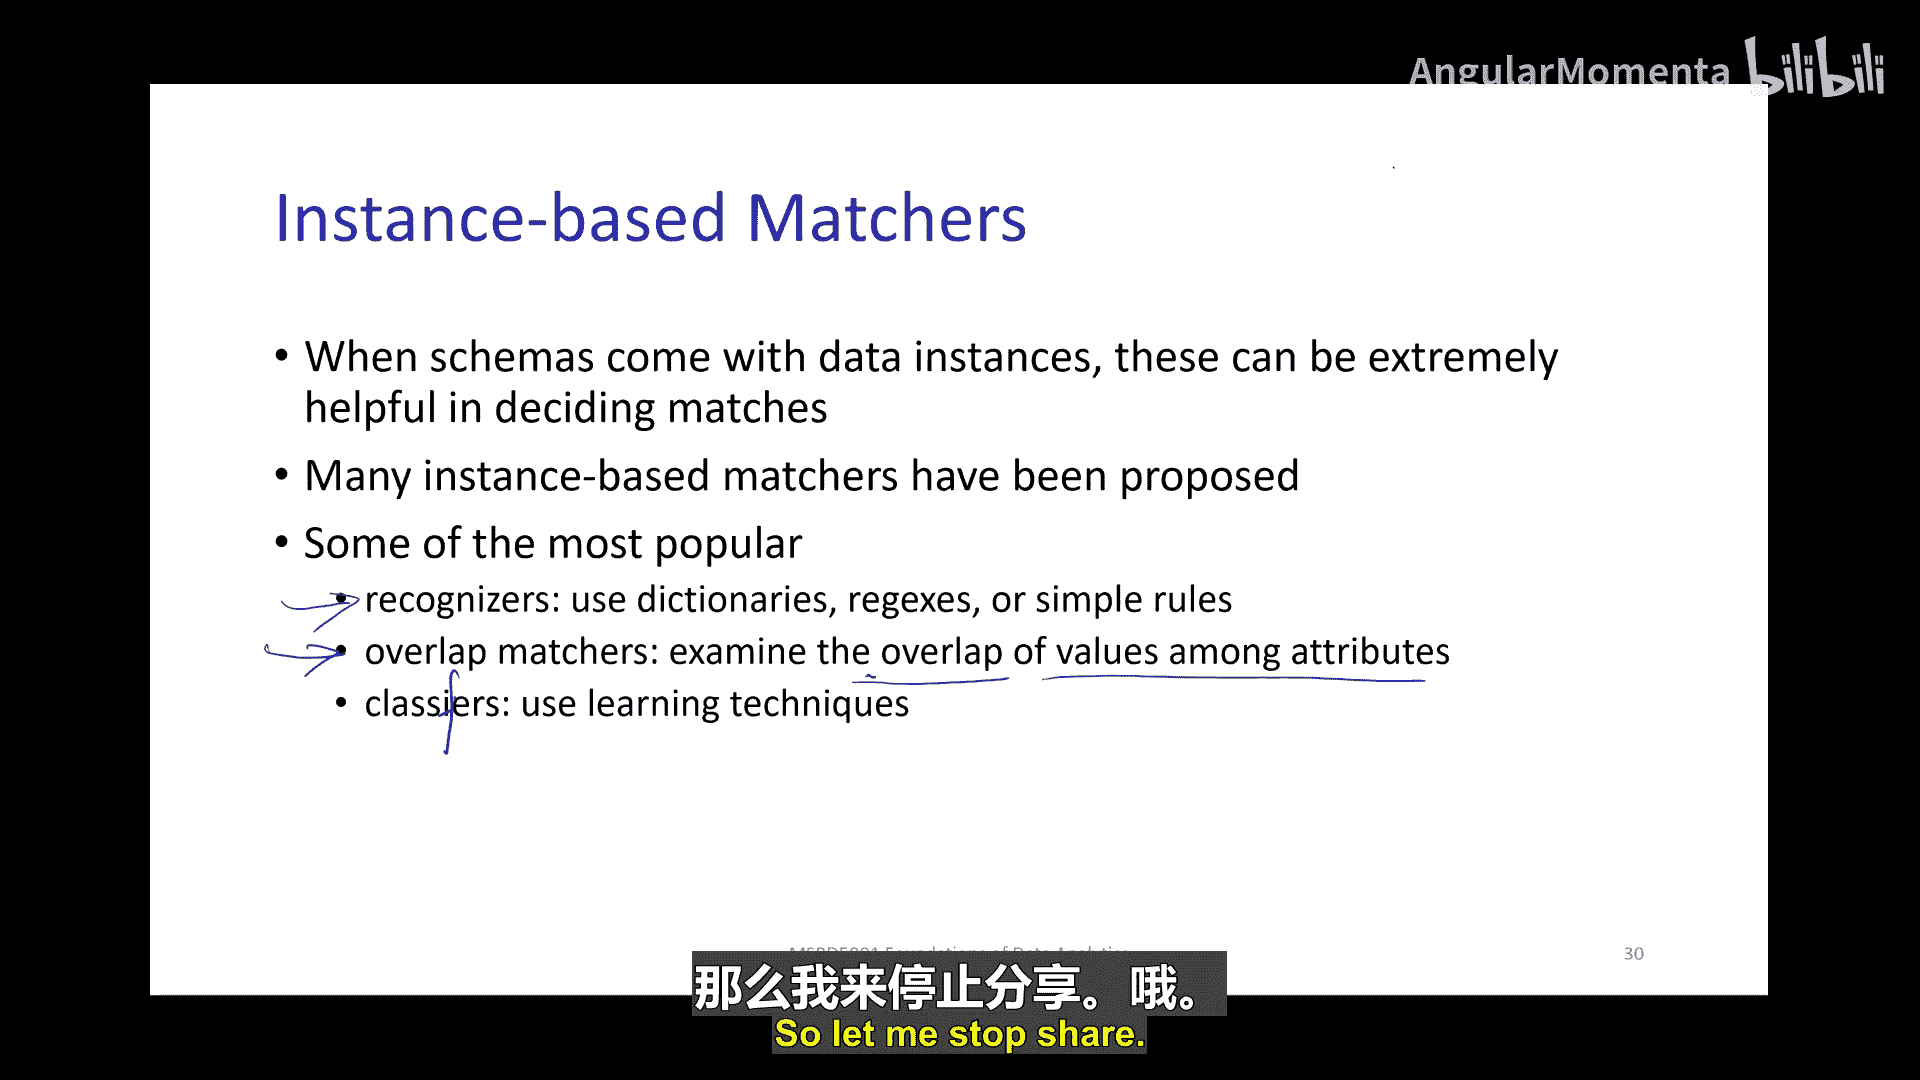 AngularMomenta bilibili
Instance-based Matchers
• When schemas come with data instances, these can be extremely
helpful in deciding matches
• Many instance-based matchers have been proposed
• Some of the most popular
• recognizers: use dictionaries, regexes, or simple rules
• overlap matchers: examine the overlap of values among attributes
• classiers: use learning techniques
30
那么我来停止分享。哦。
So let me stop share.